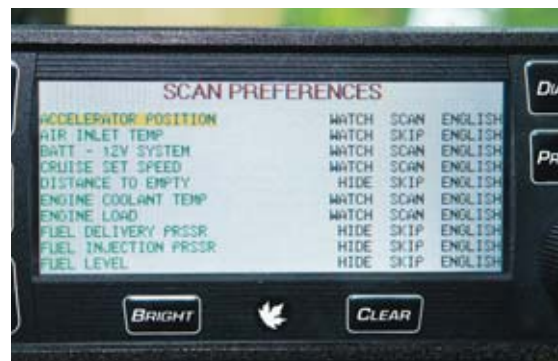 SCAN PREFERENCES
ACCELERATOR POSITION WATCH SCAN ENGLISH
AIR INLET TEMP WATCH SKIP ENGLISH
BATT - 12V SYSTEM WATCH SCAN ENGLISH
CRUISE SET SPEED WATCH SCAN ENGLISH
DISTANCE TO EMPTY HIDE SKIP ENGLISH
ENGINE COOLANT TEMP WATCH SCAN ENGLISH
ENGINE LOAD WATCH SCAN ENGLISH
FUEL DELIVERY PRSSR HIDE SKIP ENGLISH
FUEL INJECTION PRSSR HIDE SKIP ENGLISH
FUEL LEVEL HIDE SKIP ENGLISH
BRIGHT CLEAR